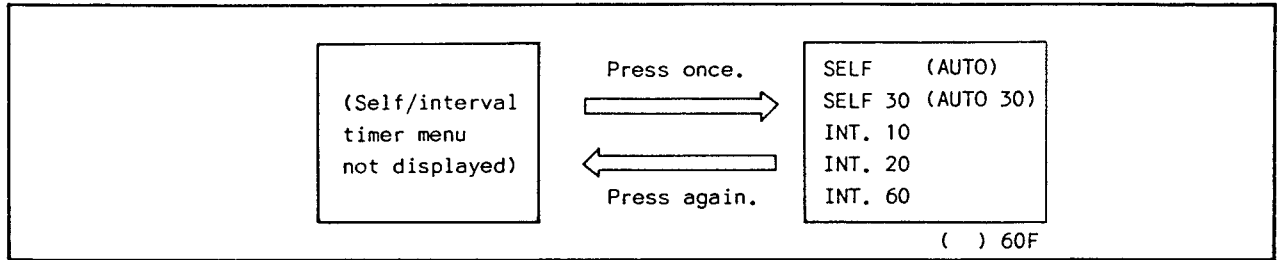 (Self/interval
timer menu
not displayed)
Press once.
Press again.
SELF (AUTO)
SELF 30 (AUTO 30)
INT. 10
INT. 20
INT. 60
( ) 60F